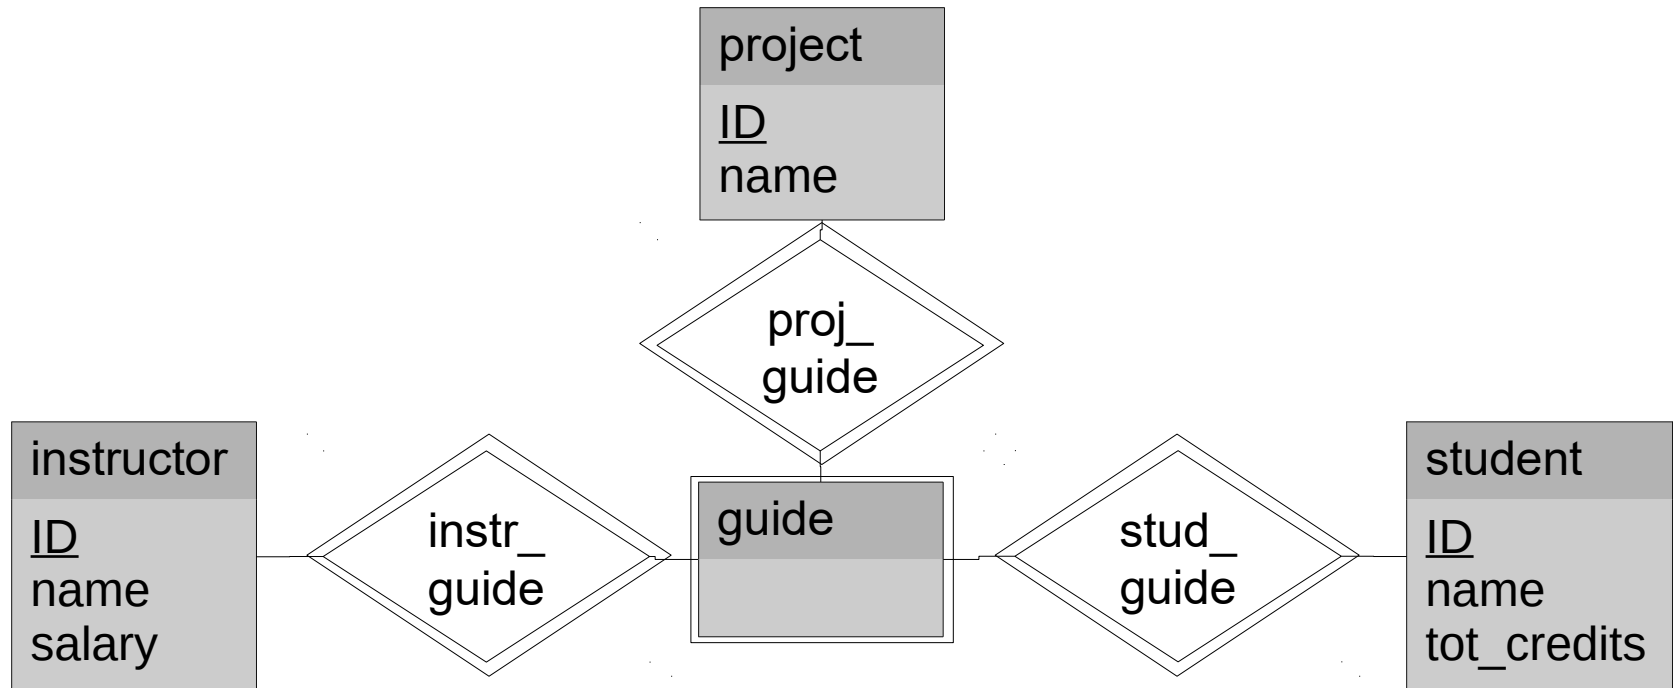 project
ID
name
proj_
guide
instructor
ID
name
salary
instr_
guide
guide
stud_
guide
student
ID
name
tot_credits